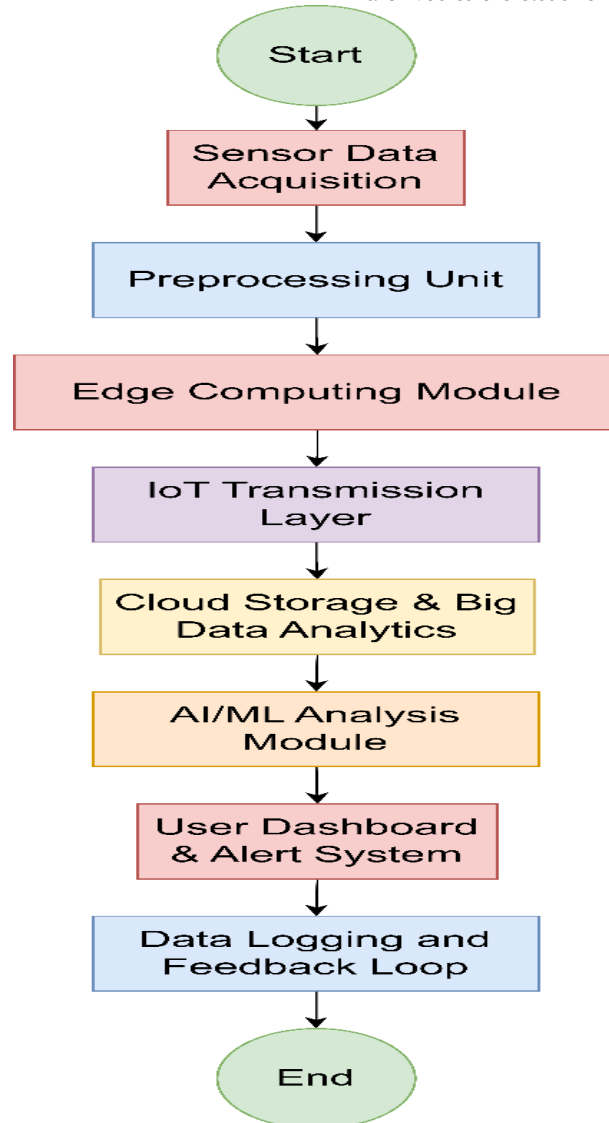 Start
Sensor Data
Acquisition
Preprocessing Unit
Edge Computing Module
IoT Transmission
Layer
Cloud Storage & Big
Data Analytics
AI/ML Analysis
Module
User Dashboard
& Alert System
Data Logging and
Feedback Loop
End